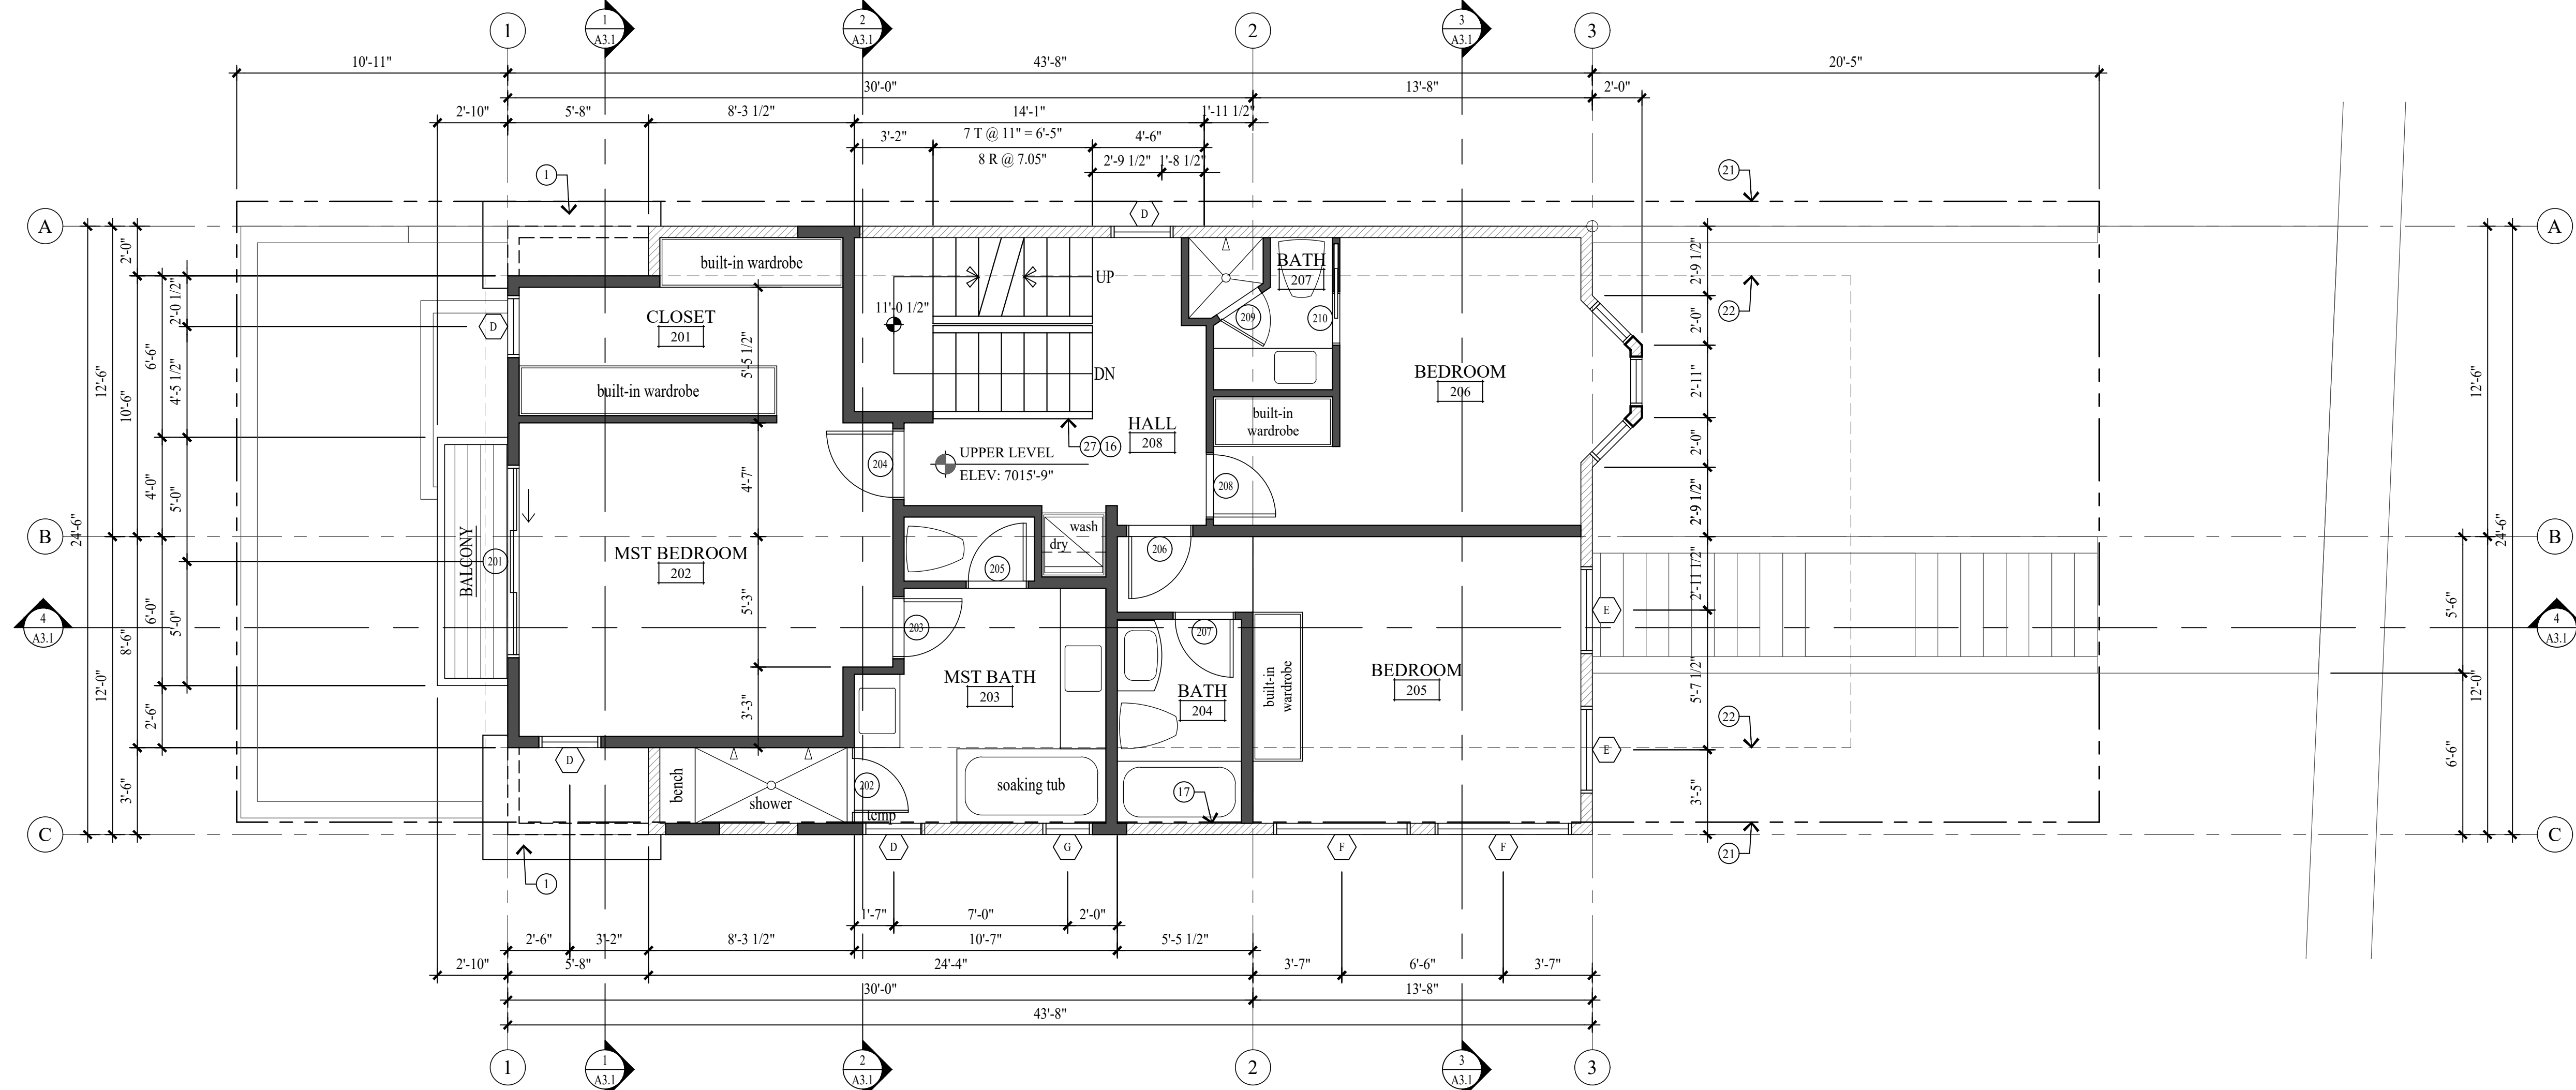 1
1
A3.1
2
A3.1
2
3
A3.1
3
10'-11"
43'-8"
20'-5"
30'-0"
13'-8"
2'-0"
2'-10"
5'-8"
8'-3 1/2"
14'-1"
1'-11 1/2"
3'-2"
7 T @ 11" = 6'-5"
4'-6"
8 R @ 7.05"
2'-9 1/2"
1'-8 1/2"
1
21
A
D
A
2'-0"
built-in wardrobe
BATH
207
2'-9 1/2"
UP
2'-0 1/2"
11'-0 1/2"
CLOSET
201
D
209
210
22
2'-0"
6'-6"
5'-5 1/2"
12'-6"
10'-6"
4'-5 1/2"
DN
BEDROOM
206
2'-11"
12'-6"
built-in wardrobe
HALL
208
built-in
wardrobe
27
16
2'-0"
UPPER LEVEL
ELEV: 7015'-9"
204
208
4'-7"
4'-0"
5'-0"
2'-9 1/2"
B
24'-6"
wash
dry
BALCONY
201
MST BEDROOM
202
205
206
B
24'-6"
2'-11 1/2"
5'-3"
6'-0"
5'-0"
8'-6"
E
5'-6"
4
A3.1
203
207
4
A3.1
MST BATH
203
BATH
204
built-in
wardrobe
BEDROOM
205
12'-0"
5'-7 1/2"
12'-0"
3'-3"
2'-6"
22
E
6'-6"
D
bench
shower
202
soaking tub
17
3'-6"
3'-5"
temp
C
D
G
F
F
21
C
1
1'-7"
7'-0"
2'-0"
2'-6"
3'-2"
8'-3 1/2"
10'-7"
5'-5 1/2"
2'-10"
5'-8"
24'-4"
3'-7"
6'-6"
3'-7"
30'-0"
13'-8"
43'-8"
1
1
A3.1
2
A3.1
2
3
A3.1
3